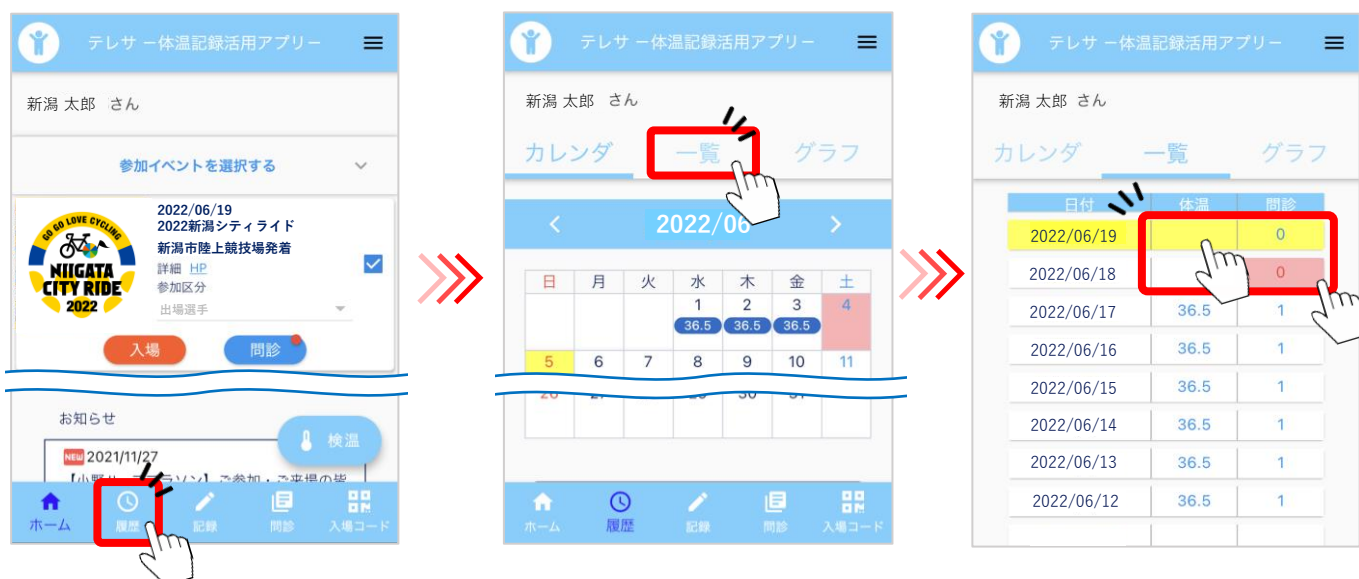 テレサ －体温記録活用アプリ－
新潟 太郎 さん
参加イベントを選択する
GO GO LOVE CYCLING
NIIGATA
CITY RIDE
2022
2022/06/19
2022新潟シティライド
新潟市陸上競技場発着
詳細 HP
参加区分
出場選手
入場
問診
お知らせ
検温
NEW 2021/11/27
ご参加・ご来場の皆
ホーム 履歴 記録 問診 入場コード
テレサ －体温記録活用アプリ－
新潟 太郎 さん
カレンダ 一覧 グラフ
2022/06
日 月 火 水 木 金 土
1 2 3 4
36.5 36.5 36.5
5 6 7 8 9 10 11
ホーム 履歴 記録 問診 入場コード
テレサ －体温記録活用アプリ－
新潟 太郎 さん
カレンダ 一覧 グラフ
日付 体温 問診
2022/06/19 0
2022/06/18 0
2022/06/17 36.5 1
2022/06/16 36.5 1
2022/06/15 36.5 1
2022/06/14 36.5 1
2022/06/13 36.5 1
2022/06/12 36.5 1